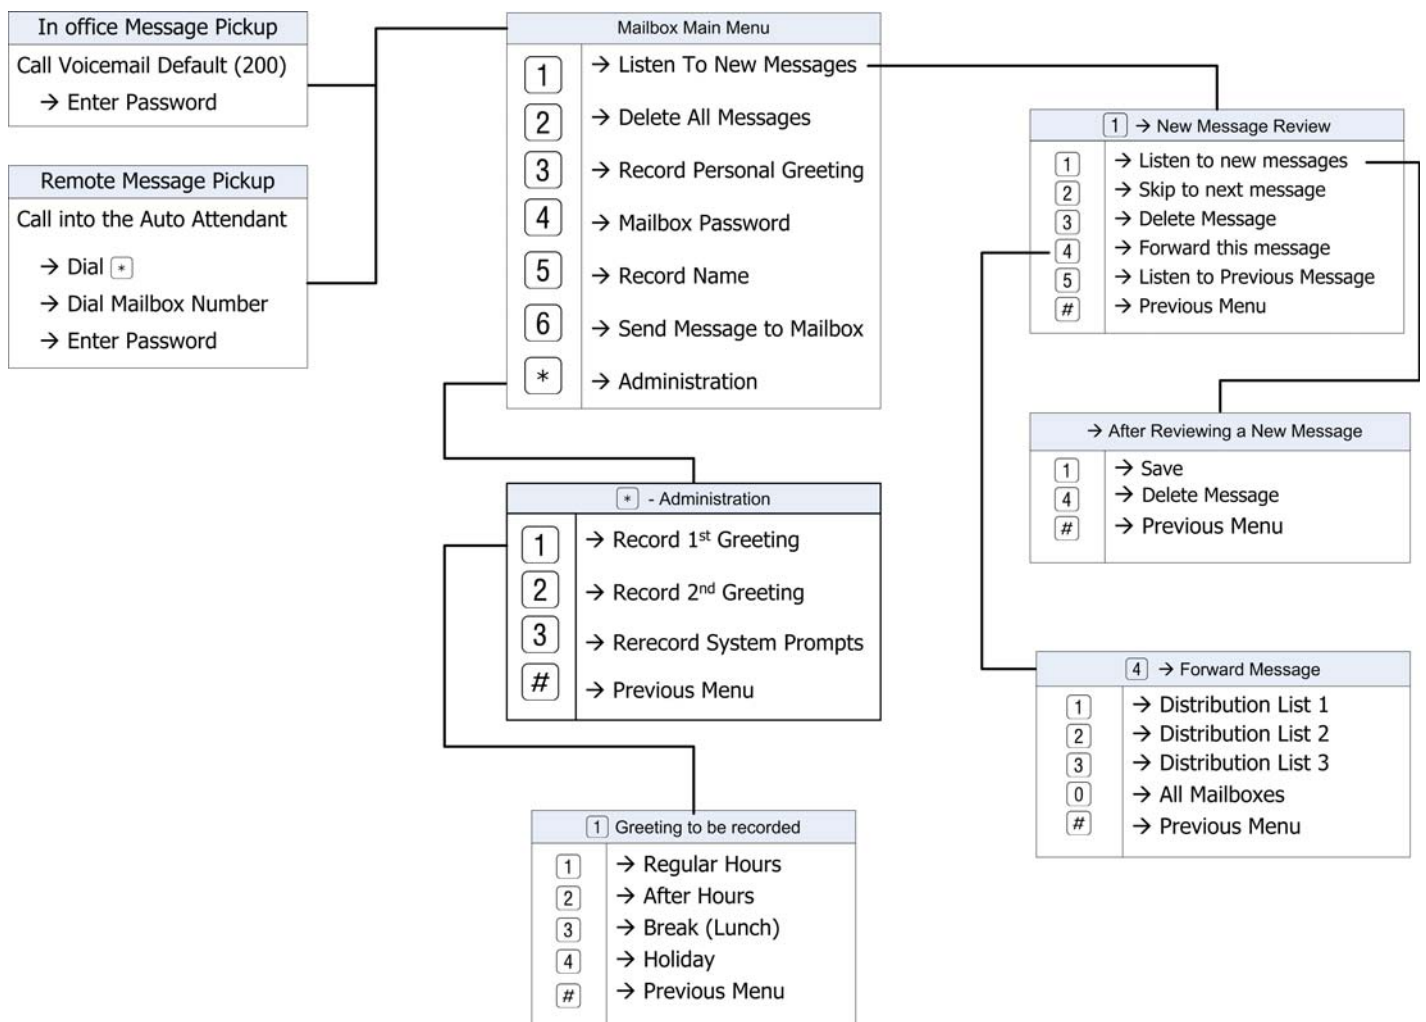 In office Message Pickup
Call Voicemail Default (200)
→ Enter Password
Remote Message Pickup
Call into the Auto Attendant
→ Dial *
→ Dial Mailbox Number
→ Enter Password
Mailbox Main Menu
1 → Listen To New Messages
2 → Delete All Messages
3 → Record Personal Greeting
4 → Mailbox Password
5 → Record Name
6 → Send Message to Mailbox
* → Administration
1 → New Message Review
1 → Listen to new messages
2 → Skip to next message
3 → Delete Message
4 → Forward this message
5 → Listen to Previous Message
# → Previous Menu
→ After Reviewing a New Message
1 → Save
4 → Delete Message
# → Previous Menu
* - Administration
1 → Record 1st Greeting
2 → Record 2nd Greeting
3 → Rerecord System Prompts
# → Previous Menu
4 → Forward Message
1 → Distribution List 1
2 → Distribution List 2
3 → Distribution List 3
0 → All Mailboxes
# → Previous Menu
1 Greeting to be recorded
1 → Regular Hours
2 → After Hours
3 → Break (Lunch)
4 → Holiday
# → Previous Menu